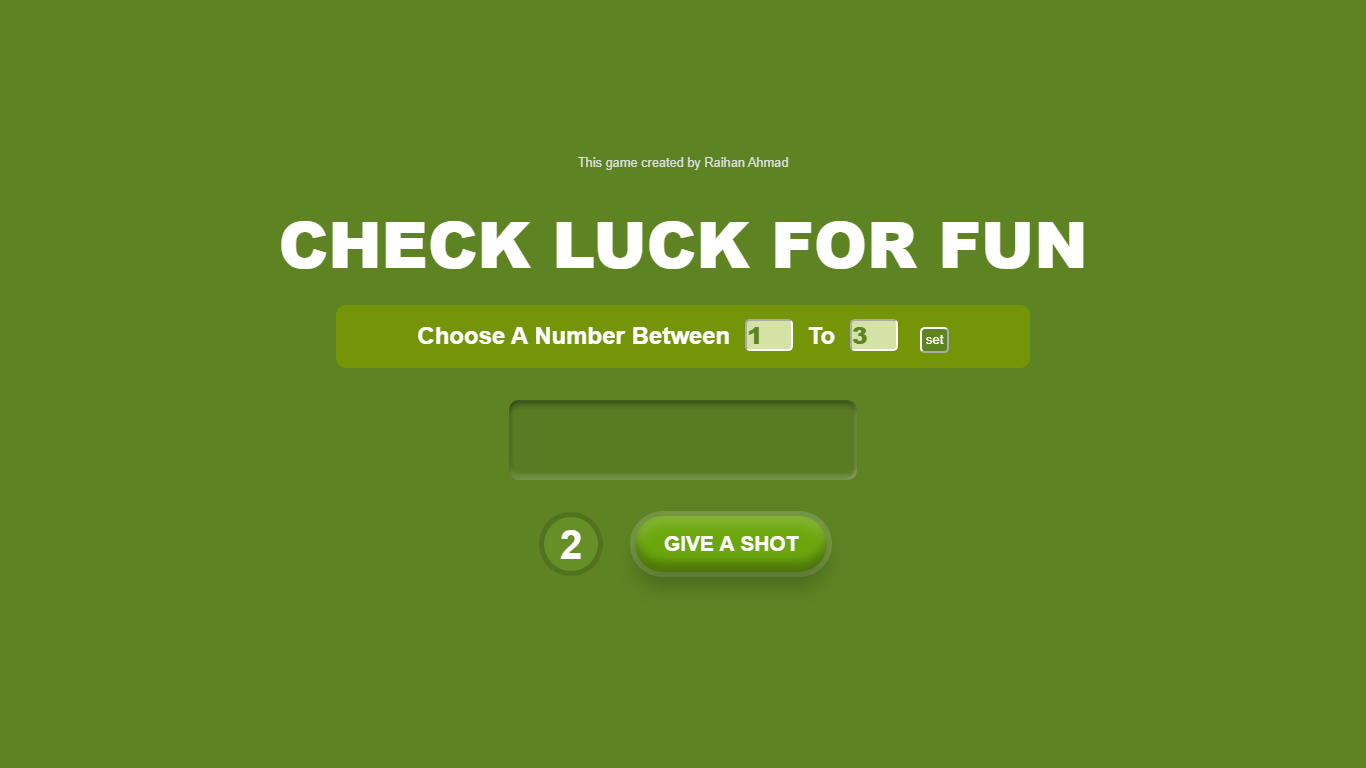 This game created by Raihan Ahmad
CHECK LUCK FOR FUN
Choose A Number Between 1 To 3 set
2 GIVE A SHOT